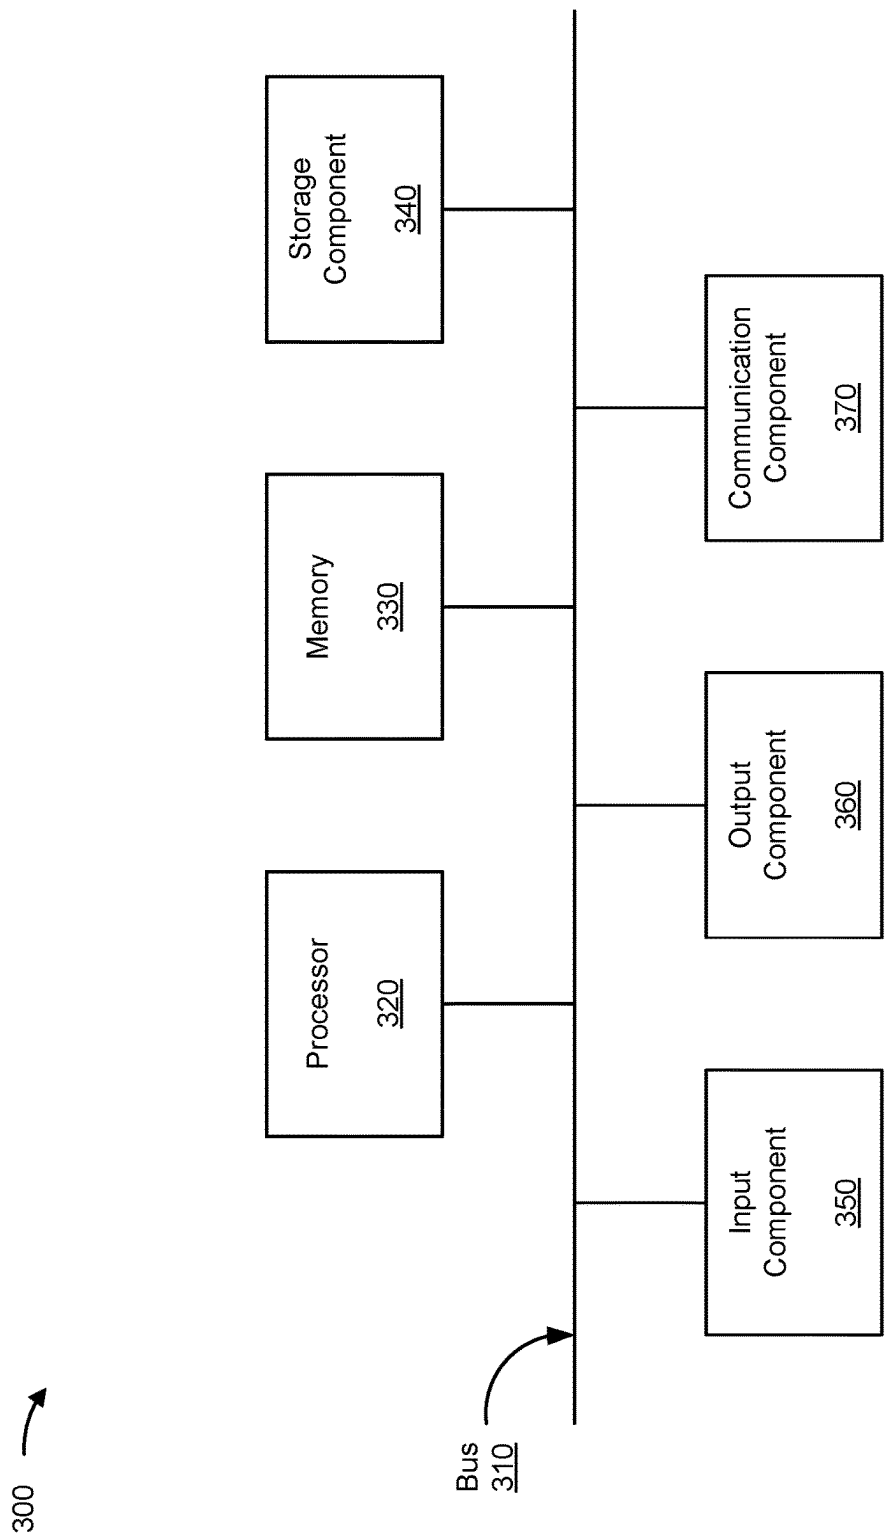 300
Bus
310
Processor
320
Memory
330
Storage
Component
340
Input
Component
350
Output
Component
360
Communication
Component
370